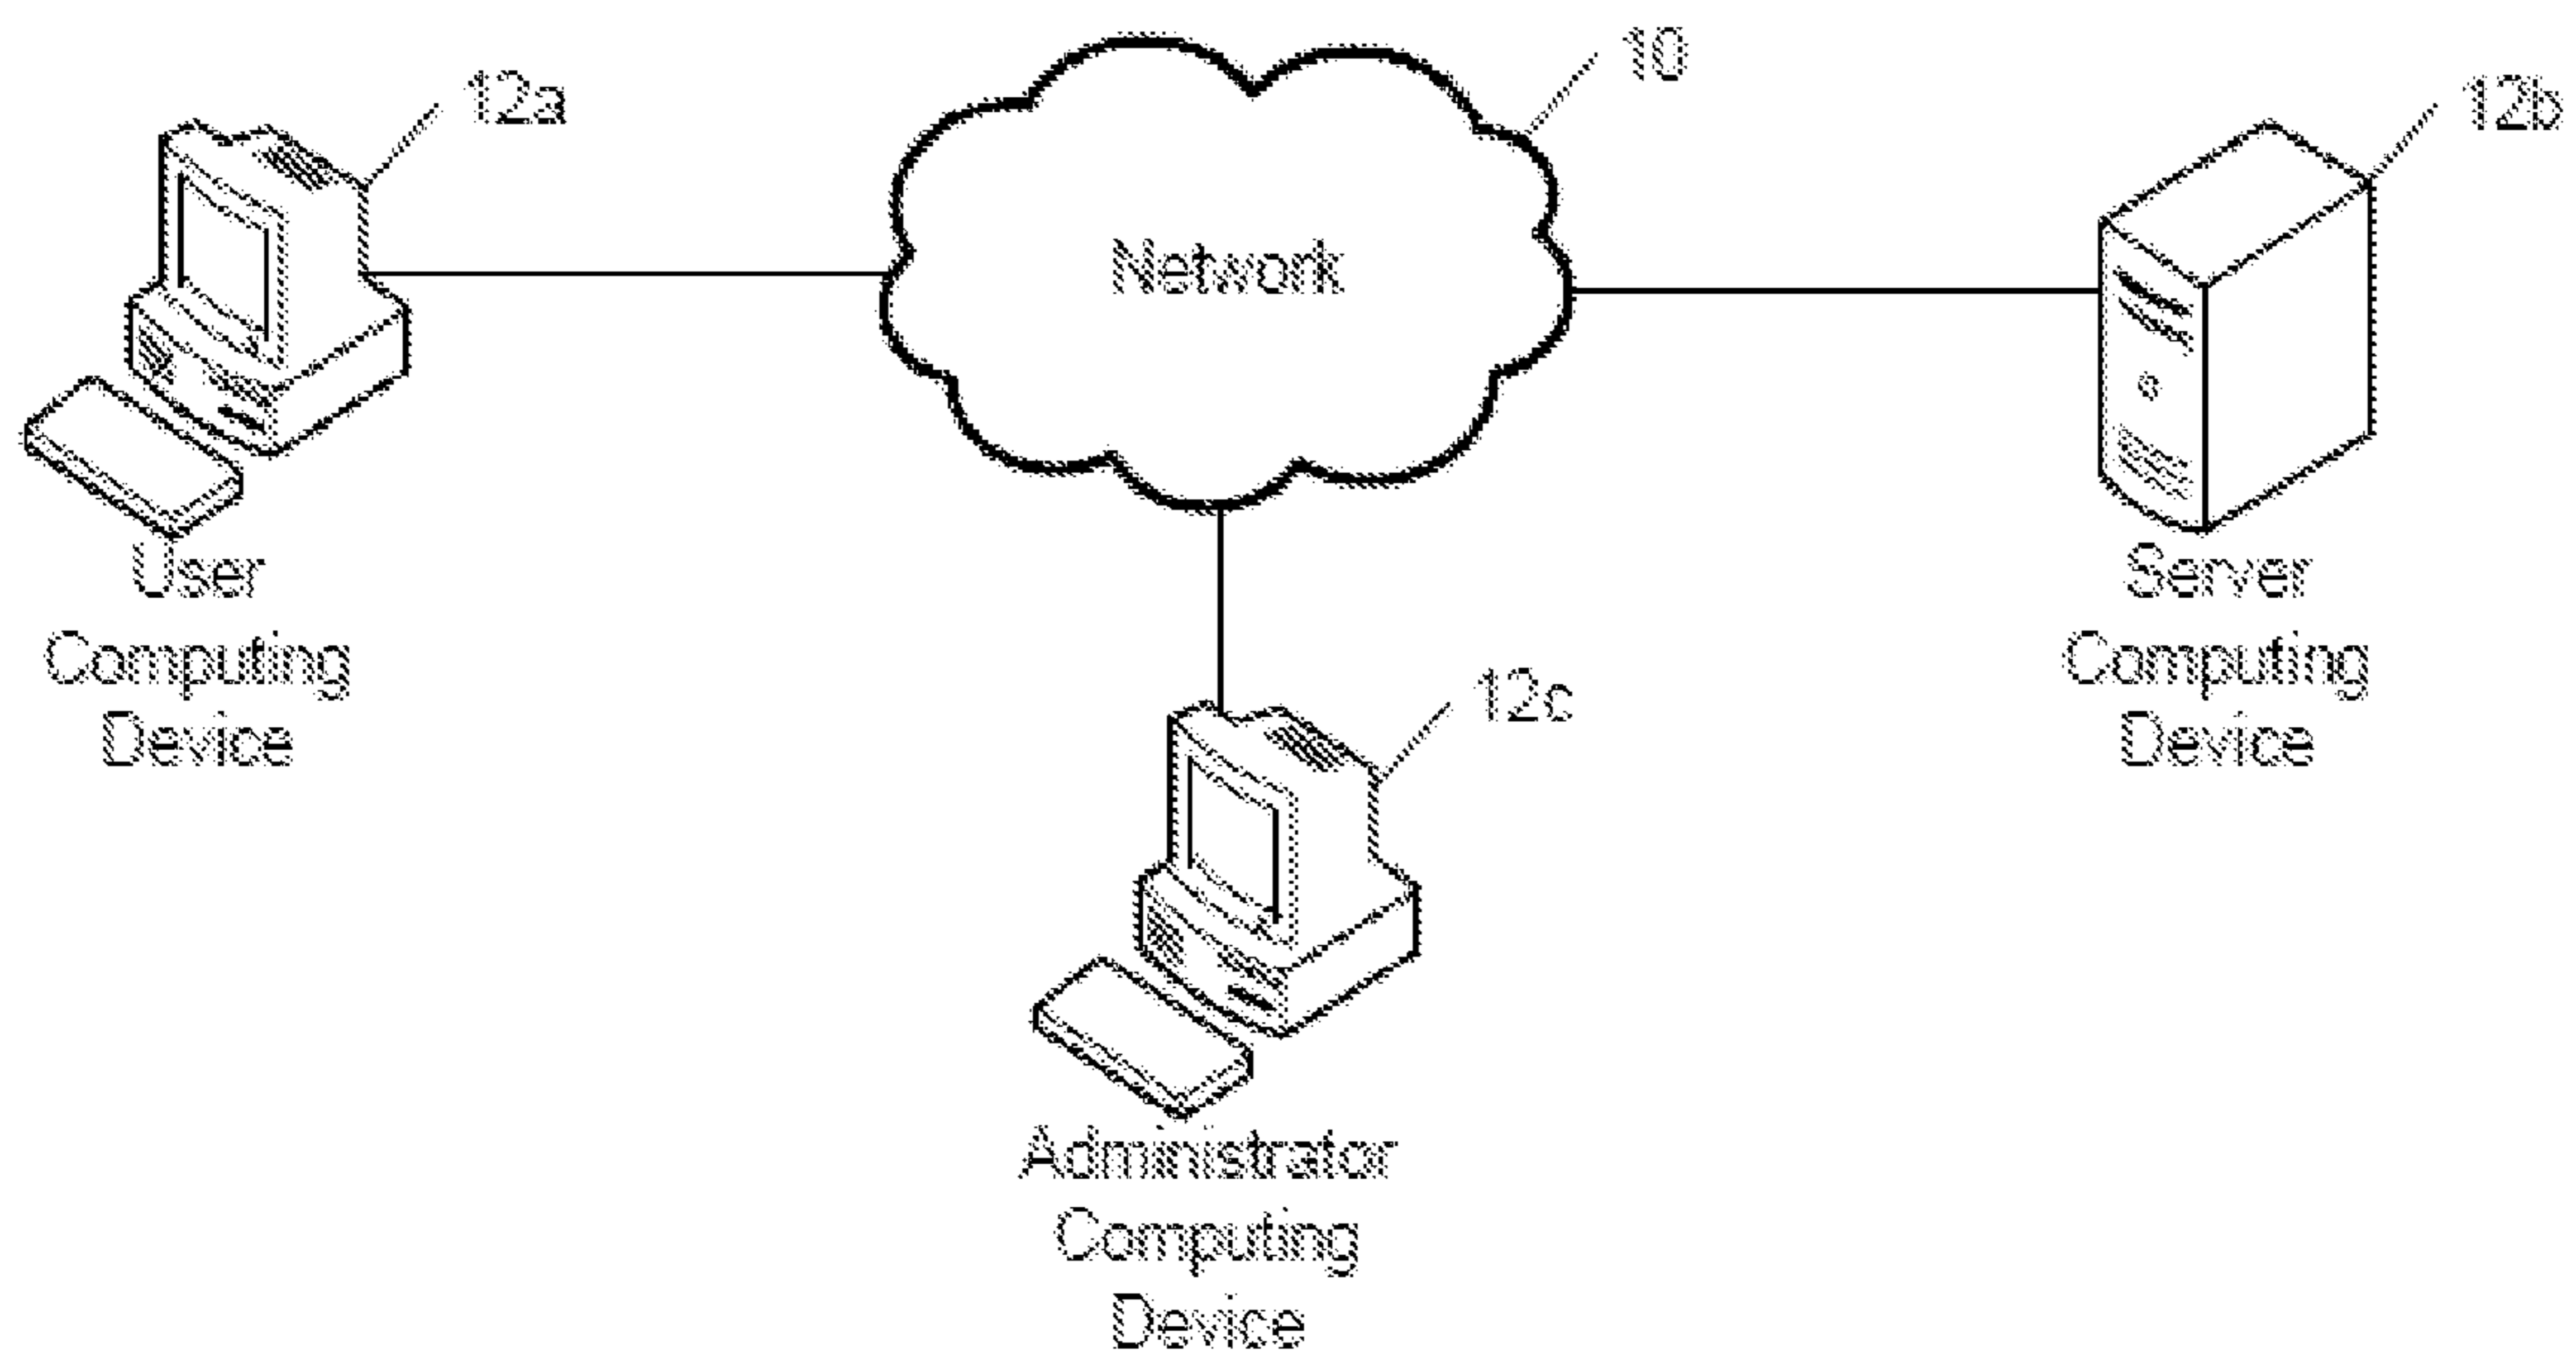 12a
10
12b
Network
User
Computing
Device
Server
Computing
Device
12c
Administrator
Computing
Device